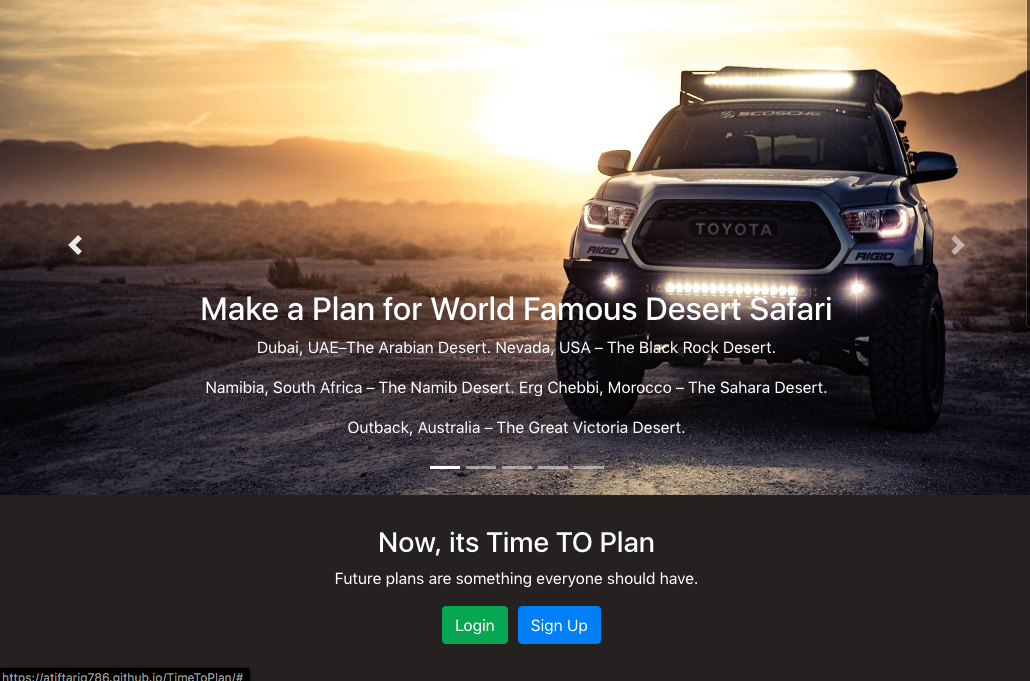 SCOSCHE
TOYOTA
RIGID
RIGID
Make a Plan for World Famous Desert Safari
Dubai, UAE–The Arabian Desert. Nevada, USA – The Black Rock Desert.
Namibia, South Africa – The Namib Desert. Erg Chebbi, Morocco – The Sahara Desert.
Outback, Australia – The Great Victoria Desert.
Now, its Time TO Plan
Future plans are something everyone should have.
Login
Sign Up
https://atiftariq786.github.io/TimeToPlan/#